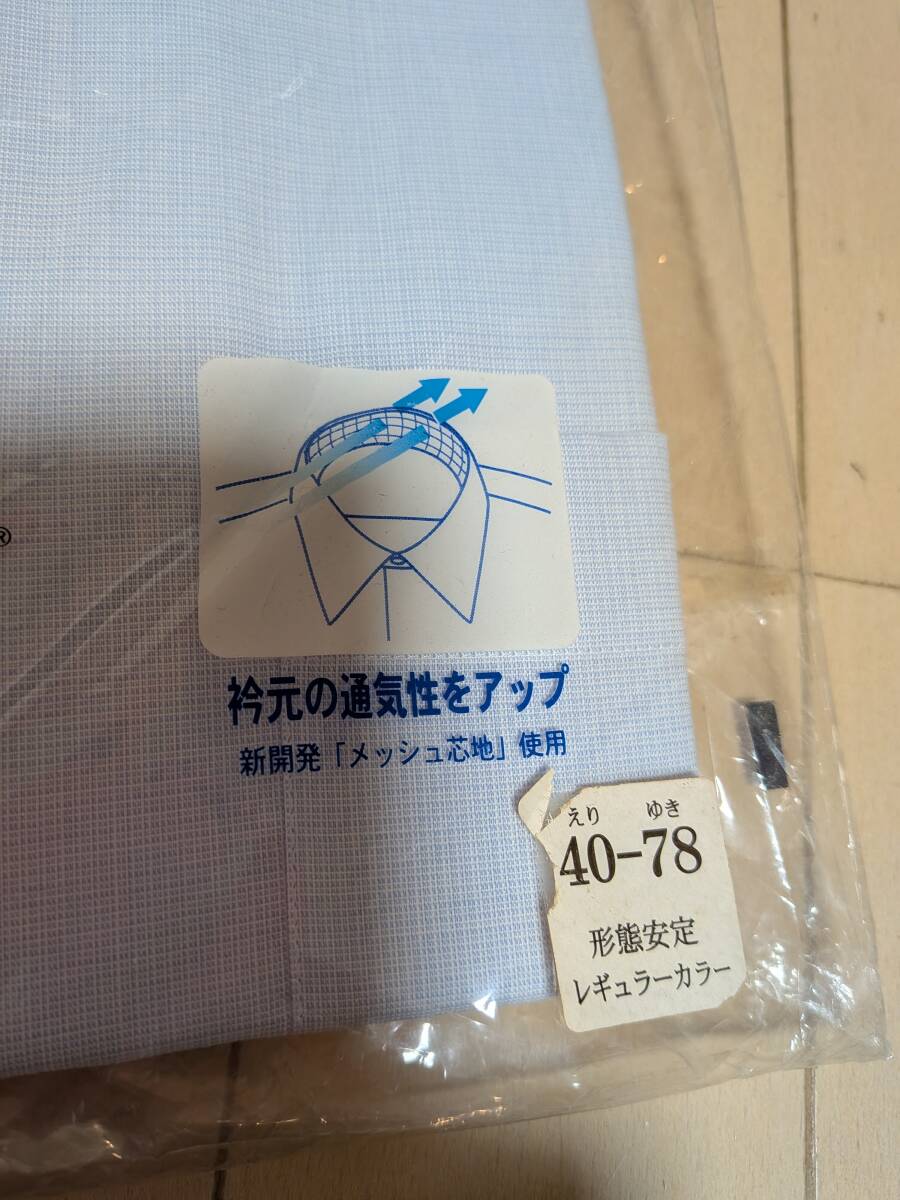 ®
衿元の通気性をアップ
新開発「メッシュ芯地」使用
えり ゆき
40-78
形態安定
レギュラーカラー